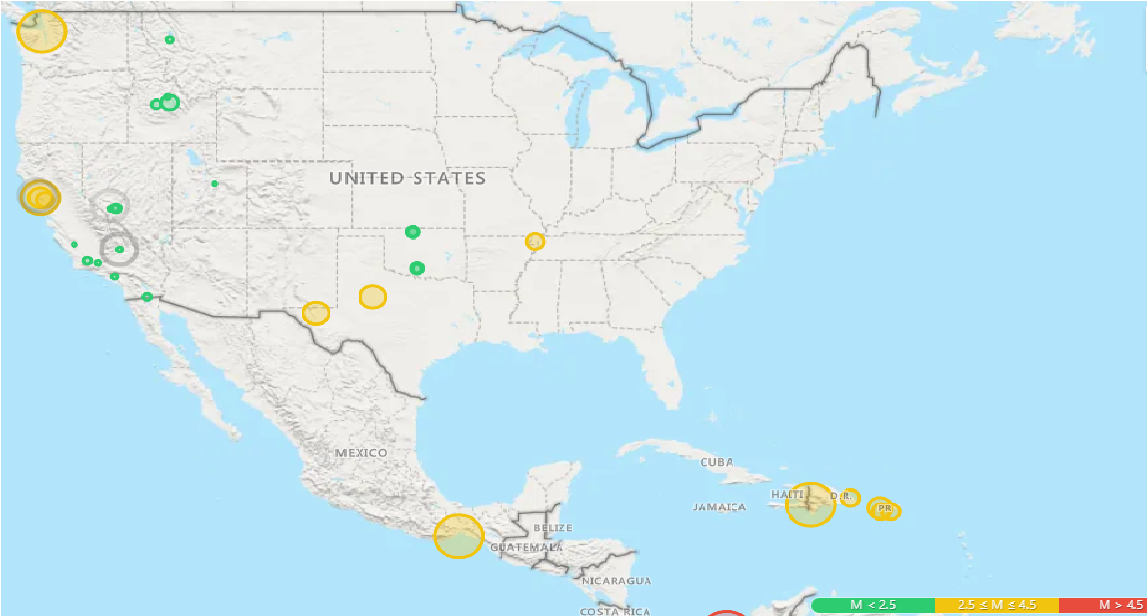 UNITED STATES
MEXICO
CUBA
HAITI
D.R.
PR
JAMAICA
BELIZE
GUATEMALA
NICARAGUA
COSTA RICA
M < 2.5
2.5 ≤ M ≤ 4.5
M > 4.5